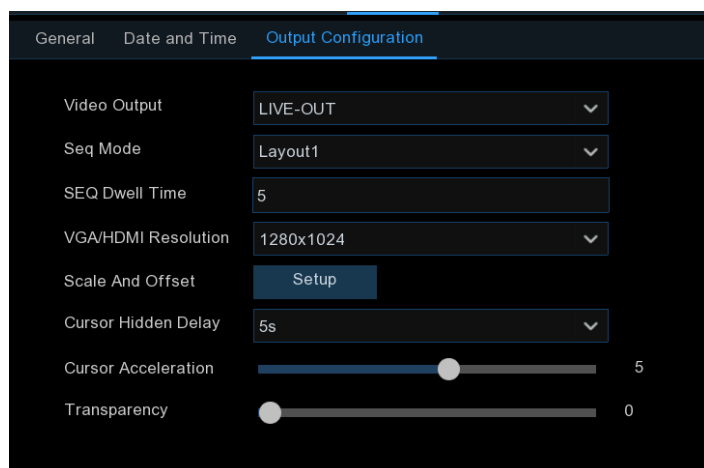 General Date and Time Output Configuration
Video Output LIVE-OUT
Seq Mode Layout1
SEQ Dwell Time 5
VGA/HDMI Resolution 1280x1024
Scale And Offset Setup
Cursor Hidden Delay 5s
Cursor Acceleration 5
Transparency 0